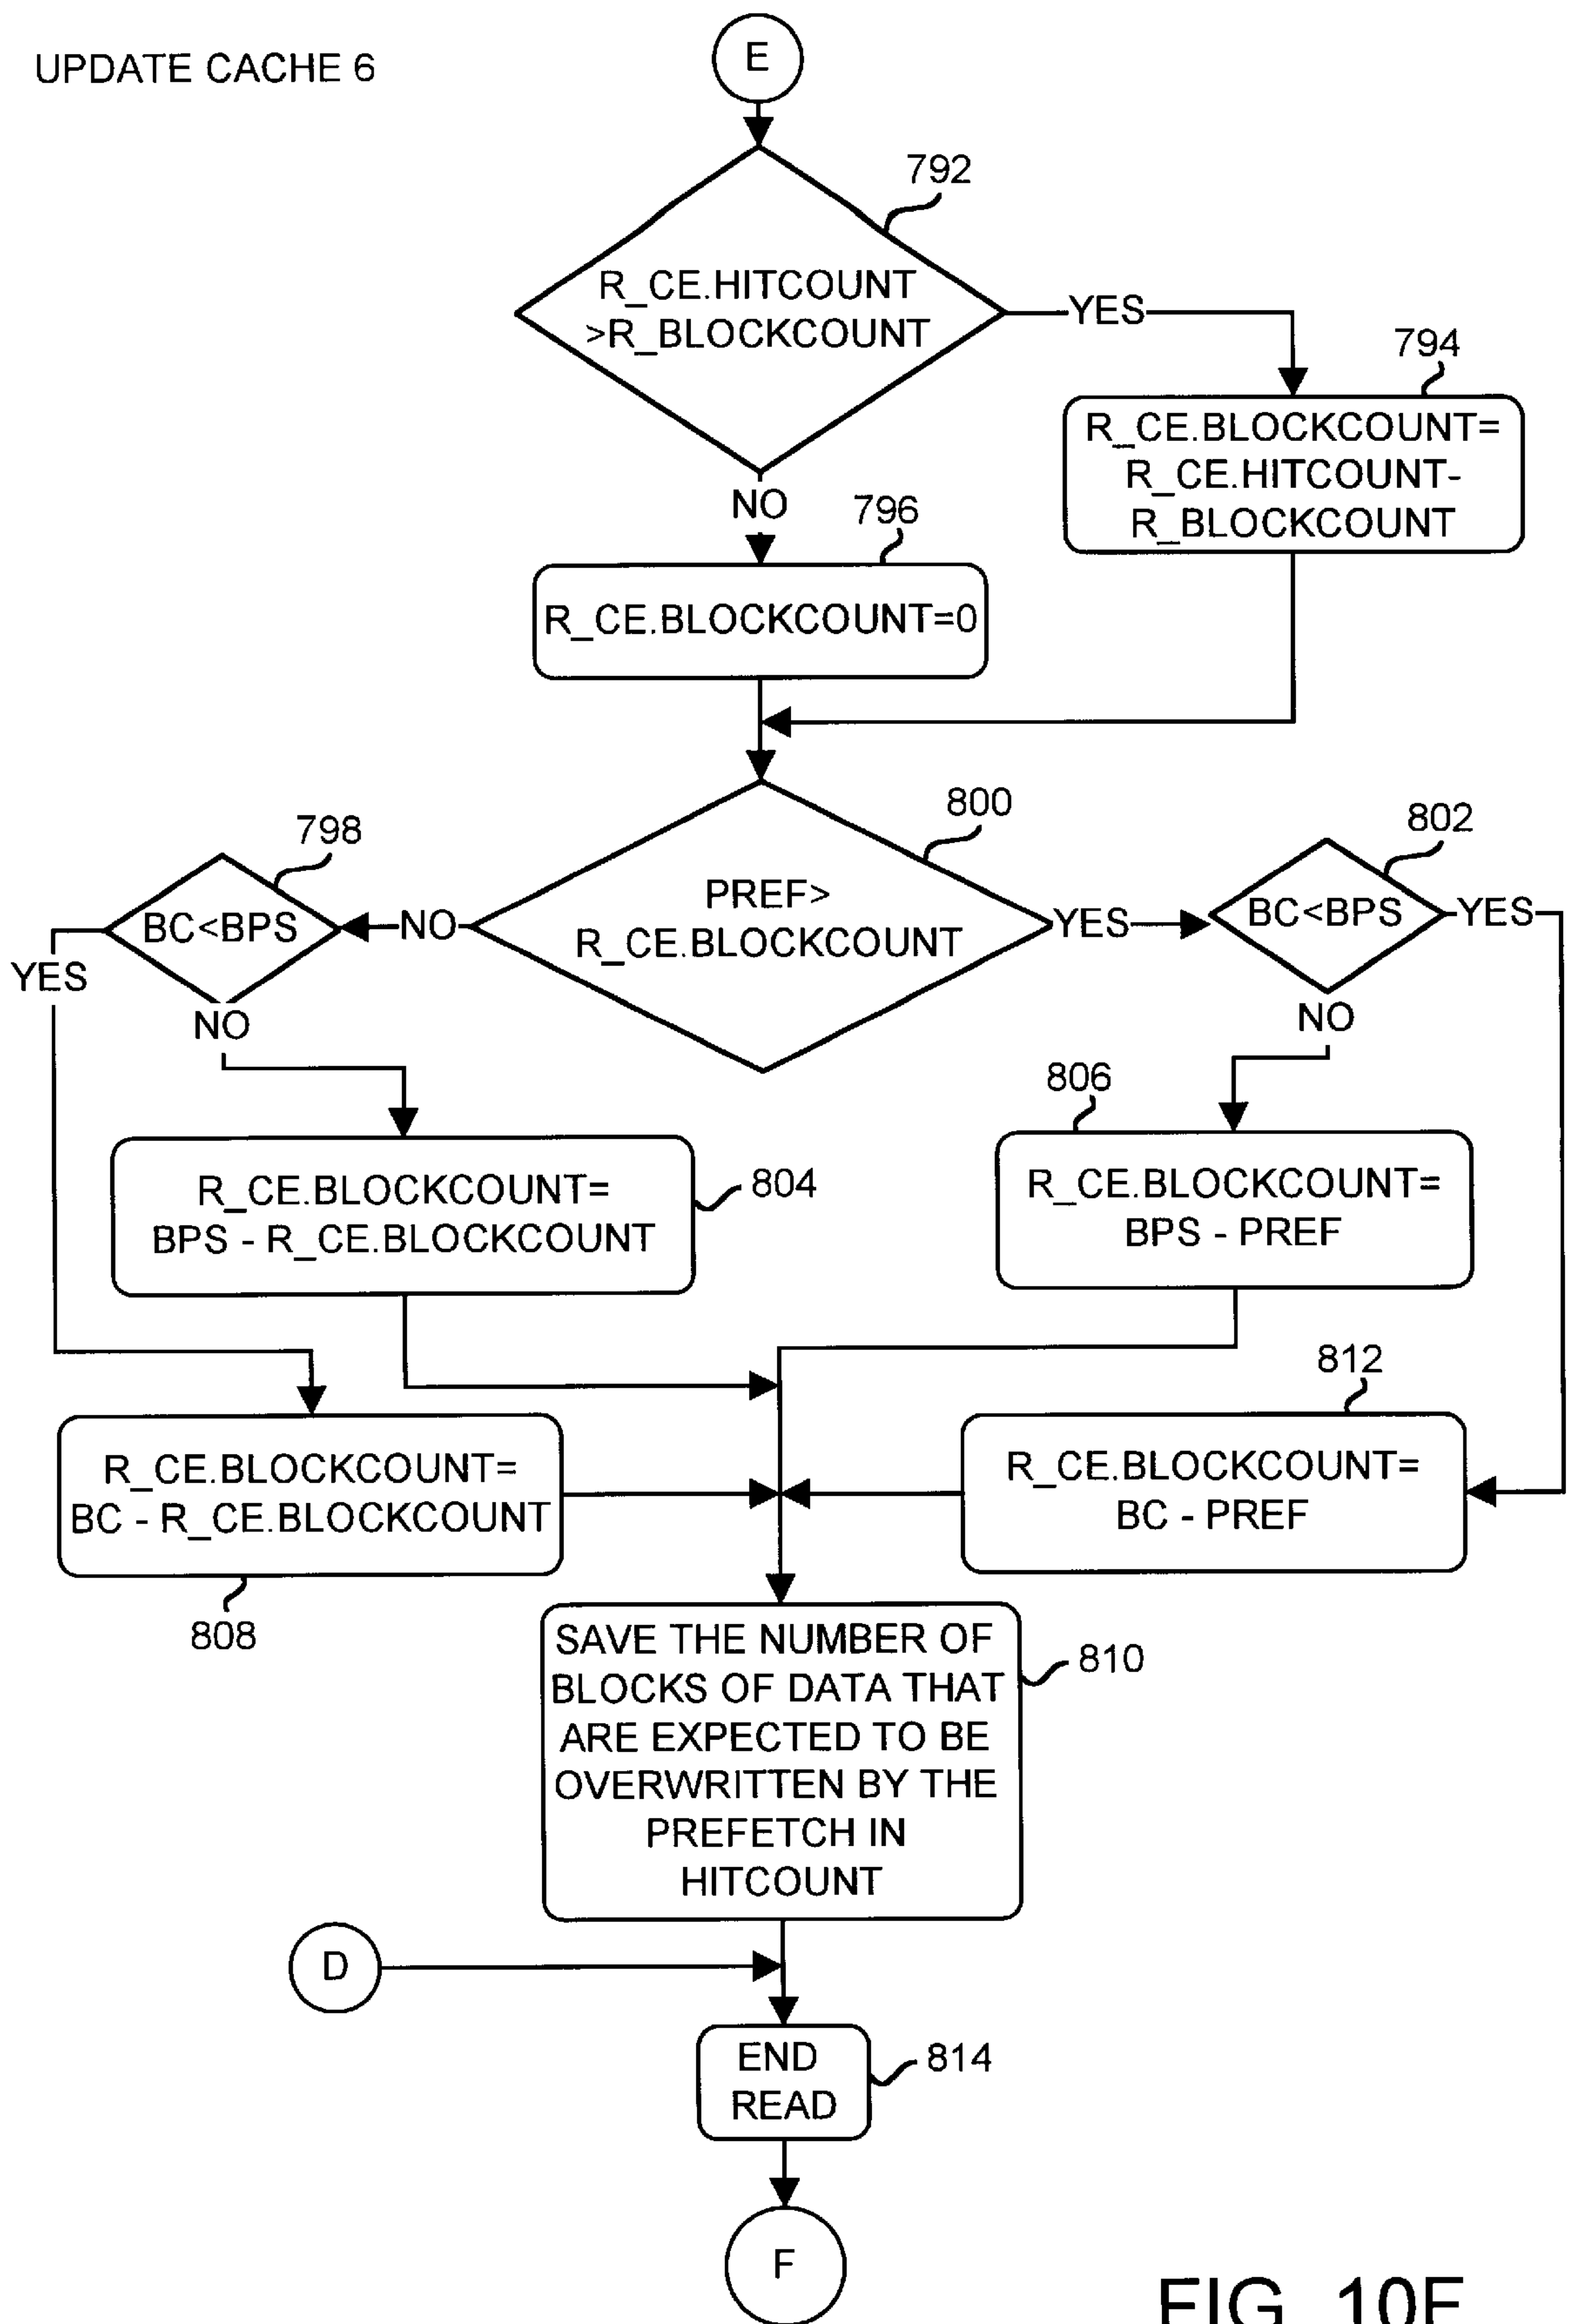 UPDATE CACHE 6
E
792
R_CE.HITCOUNT
>R_BLOCKCOUNT
YES
794
R_CE.BLOCKCOUNT=
R_CE.HITCOUNT-
R_BLOCKCOUNT
NO
796
R_CE.BLOCKCOUNT=0
798
800
802
BC<BPS
NO
PREF>
R_CE.BLOCKCOUNT
YES
BC<BPS
YES
YES
NO
NO
806
R_CE.BLOCKCOUNT=
BPS - R_CE.BLOCKCOUNT
804
R_CE.BLOCKCOUNT=
BPS - PREF
812
R_CE.BLOCKCOUNT=
BC - R_CE.BLOCKCOUNT
808
R_CE.BLOCKCOUNT=
BC - PREF
SAVE THE NUMBER OF
BLOCKS OF DATA THAT
ARE EXPECTED TO BE
OVERWRITTEN BY THE
PREFETCH IN
HITCOUNT
810
D
END
READ
814
F